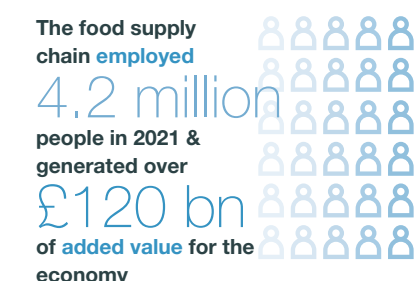 The food supply
chain employed
4.2 million
people in 2021 &
generated over
£120 bn
of added value for the
economy